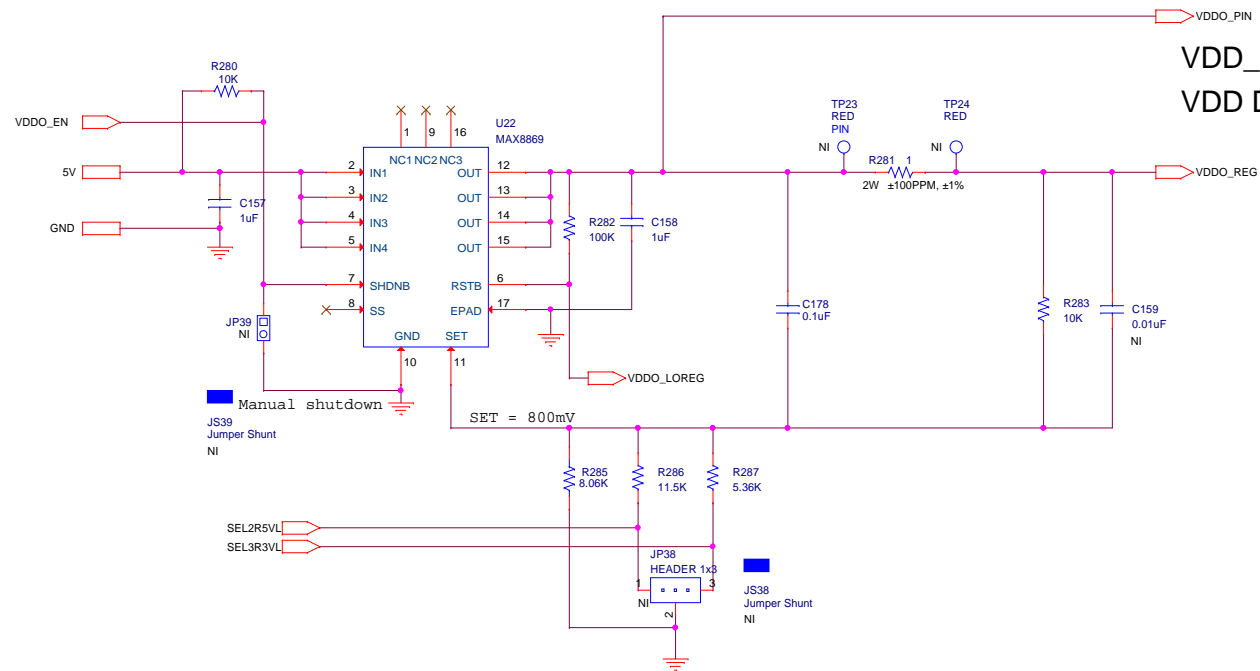 VDDO_PIN
VDD_
VDD D
R280
10K
VDDO_EN
5V
GND
C157
1uF
1
9
16
U22
MAX8869
NC1 NC2 NC3
2
IN1
3
IN2
4
IN3
5
IN4
7
SHDNB
8
SS
GND
SET
10
11
OUT
12
OUT
13
OUT
14
OUT
15
RSTB
6
EPAD
17
R282
100K
C158
1uF
TP23
RED
PIN
NI
TP24
RED
NI
R281 1
2W ±100PPM, ±1%
VDDO_REG
C178
0.1uF
R283
10K
C159
0.01uF
NI
JP39
NI
VDDO_LOREG
Manual shutdown
JS39
Jumper Shunt
NI
SET = 800mV
R285
8.06K
R286
11.5K
R287
5.36K
SEL2R5VL
SEL3R3VL
JP38
HEADER 1x3
1
3
NI
2
JS38
Jumper Shunt
NI